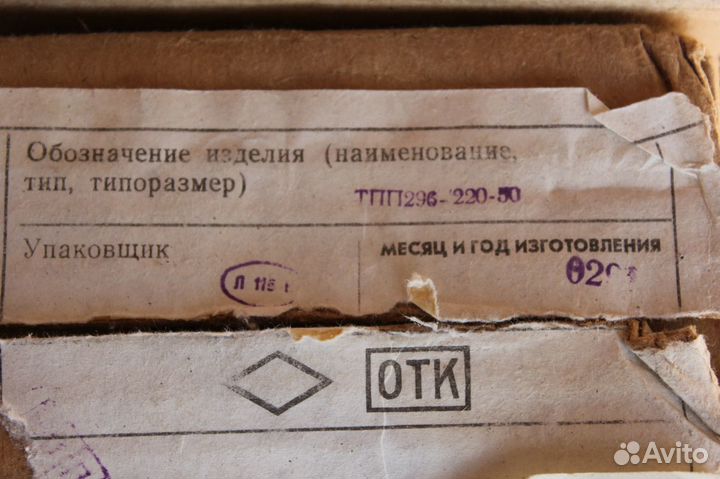 Обозначение изделия (наименование,
тип, типоразмер) ТПП296-220-50
Упаковщик МЕСЯЦ И ГОД ИЗГОТОВЛЕНИЯ
ОТК
Avito